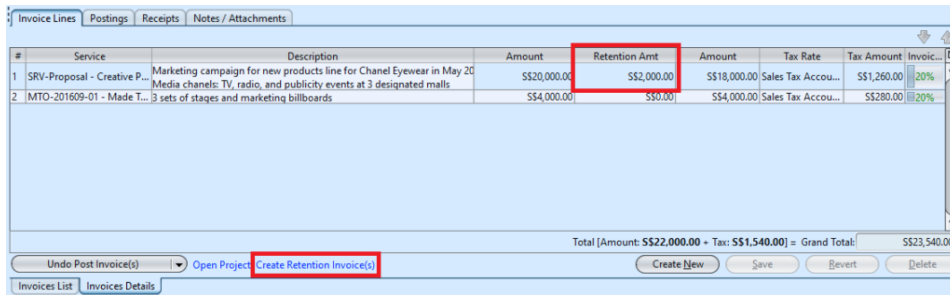 Invoice Lines Postings Receipts Notes / Attachments
# Service Description Amount Retention Amt Amount Tax Rate Tax Amount Invoic...
1 SRV-Proposal - Creative P... Marketing campaign for new products line for Chanel Eyewear in May 20 S$20,000.00 S$2,000.00 S$18,000.00 Sales Tax Accou... S$1,260.00 20%
Media chanels: TV, radio, and publicity events at 3 designated malls
2 MTO-201609-01 - Made T... 3 sets of stages and marketing billboards S$4,000.00 S$0.00 S$4,000.00 Sales Tax Accou... S$280.00 20%
Total [Amount: S$22,000.00 + Tax: S$1,540.00] = Grand Total: S$23,540.00
Undo Post Invoice(s) Open Project Create Retention Invoice(s) Create New Save Revert Delete
Invoices List Invoices Details